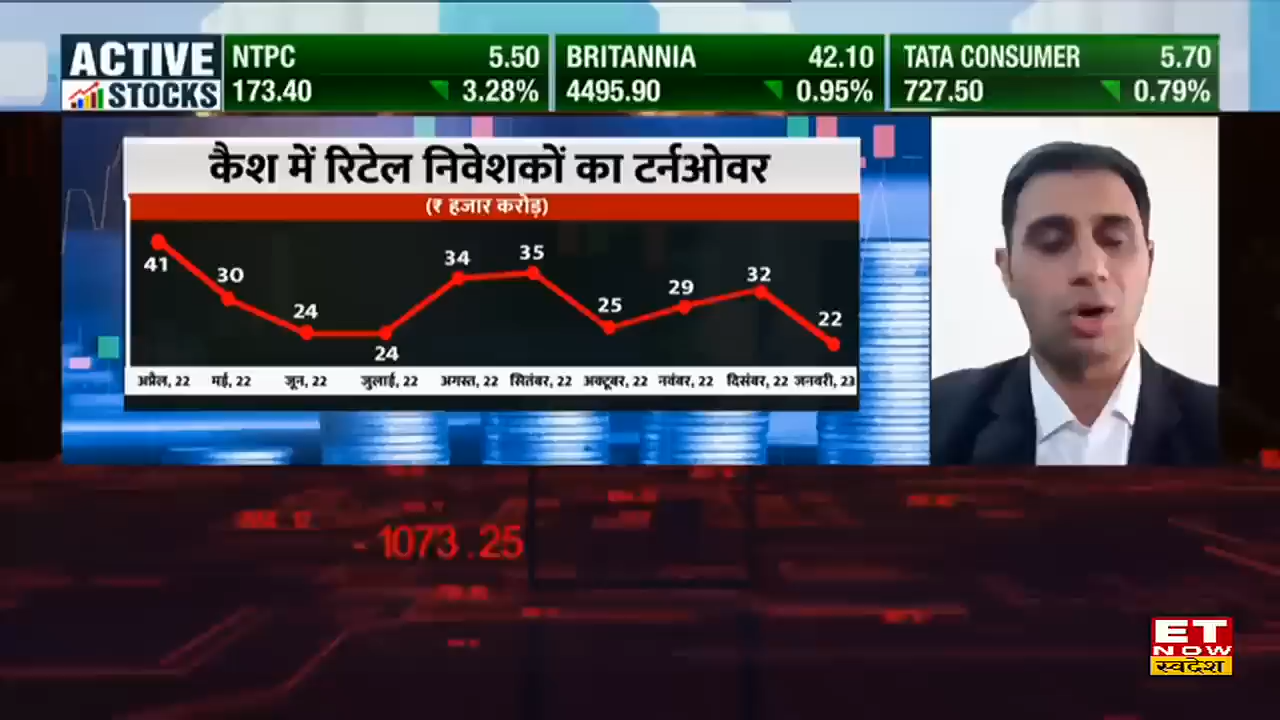 ACTIVE
STOCKS
NTPC 5.50
173.40 3.28%
BRITANNIA 42.10
4495.90 0.95%
TATA CONSUMER 5.70
727.50 0.79%
कैश में रिटेल निवेशकों का टर्नओवर
(₹ हजार करोड़)
41
30
24
24
34
35
25
29
32
22
अप्रैल, 22 मई, 22 जून, 22 जुलाई, 22 अगस्त, 22 सितंबर, 22 अक्टूबर, 22 नवंबर, 22 दिसंबर, 22 जनवरी, 23
- 1073.25
ET
NOW
स्वदेश